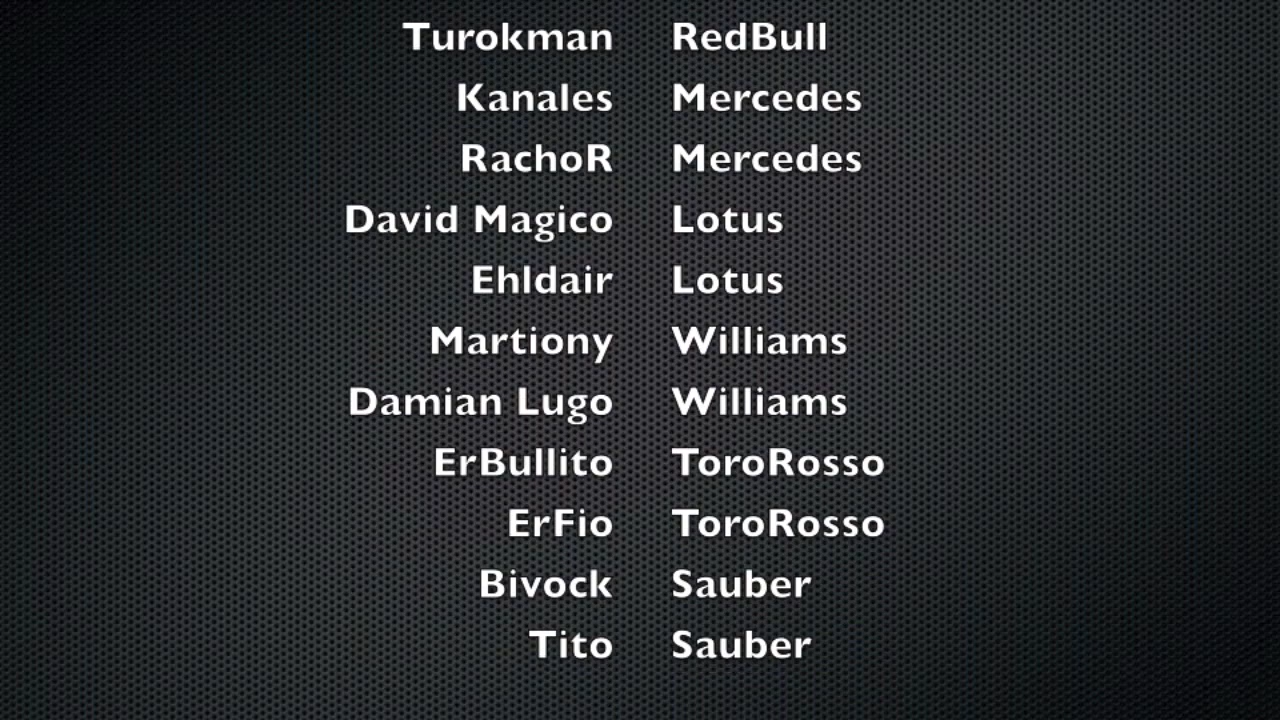 Turokman RedBull
Kanales Mercedes
RachoR Mercedes
David Magico Lotus
Ehldair Lotus
Martiony Williams
Damian Lugo Williams
ErBullito ToroRosso
ErFio ToroRosso
Bivock Sauber
Tito Sauber